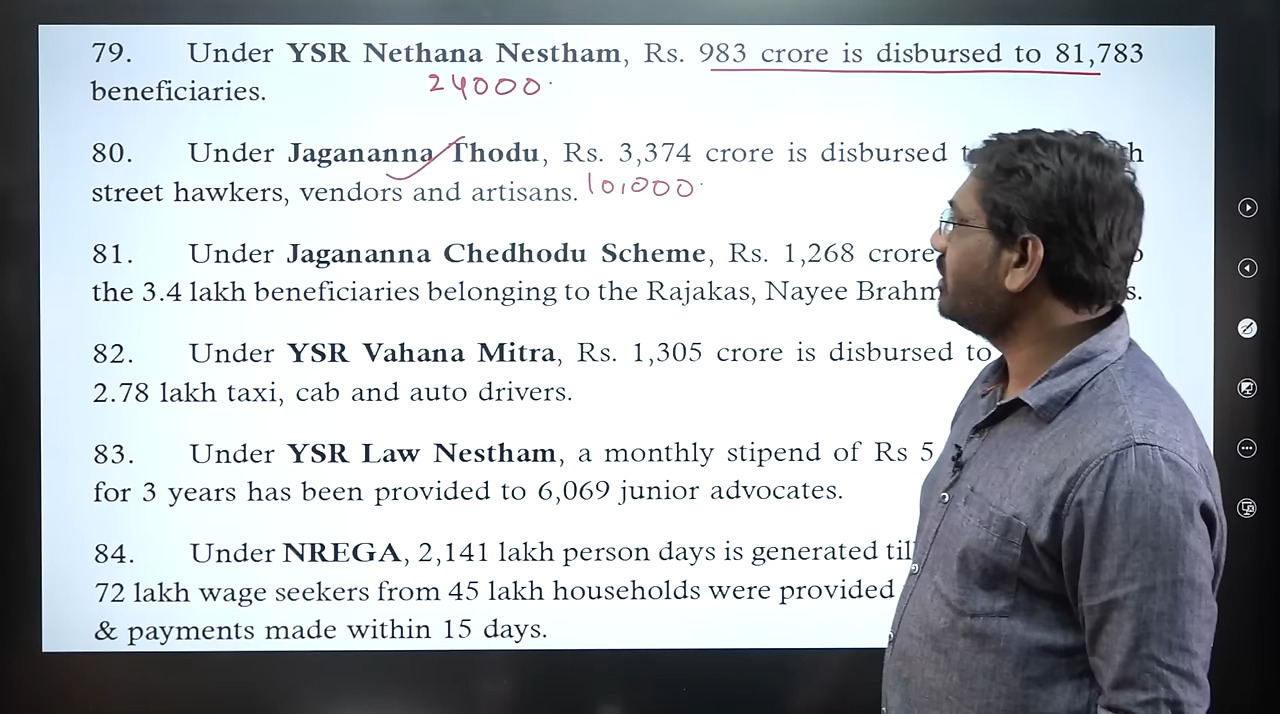 79. Under YSR Nethana Nestham, Rs. 983 crore is disbursed to 81,783
24000
beneficiaries.
80. Under Jagananna Thodu, Rs. 3,374 crore is disbursed
street hawkers, vendors and artisans. 10,000
81. Under Jagananna Chedhodu Scheme, Rs. 1,268 crore
the 3.4 lakh beneficiaries belonging to the Rajakas, Nayee
82. Under YSR Vahana Mitra, Rs. 1,305 crore is disbursed to
2.78 lakh taxi, cab and auto drivers.
83. Under YSR Law Nestham, a monthly stipend of Rs 5
for 3 years has been provided to 6,069 junior advocates.
84. Under NREGA, 2,141 lakh person days is generated
72 lakh wage seekers from 45 lakh households were provided
& payments made within 15 days.